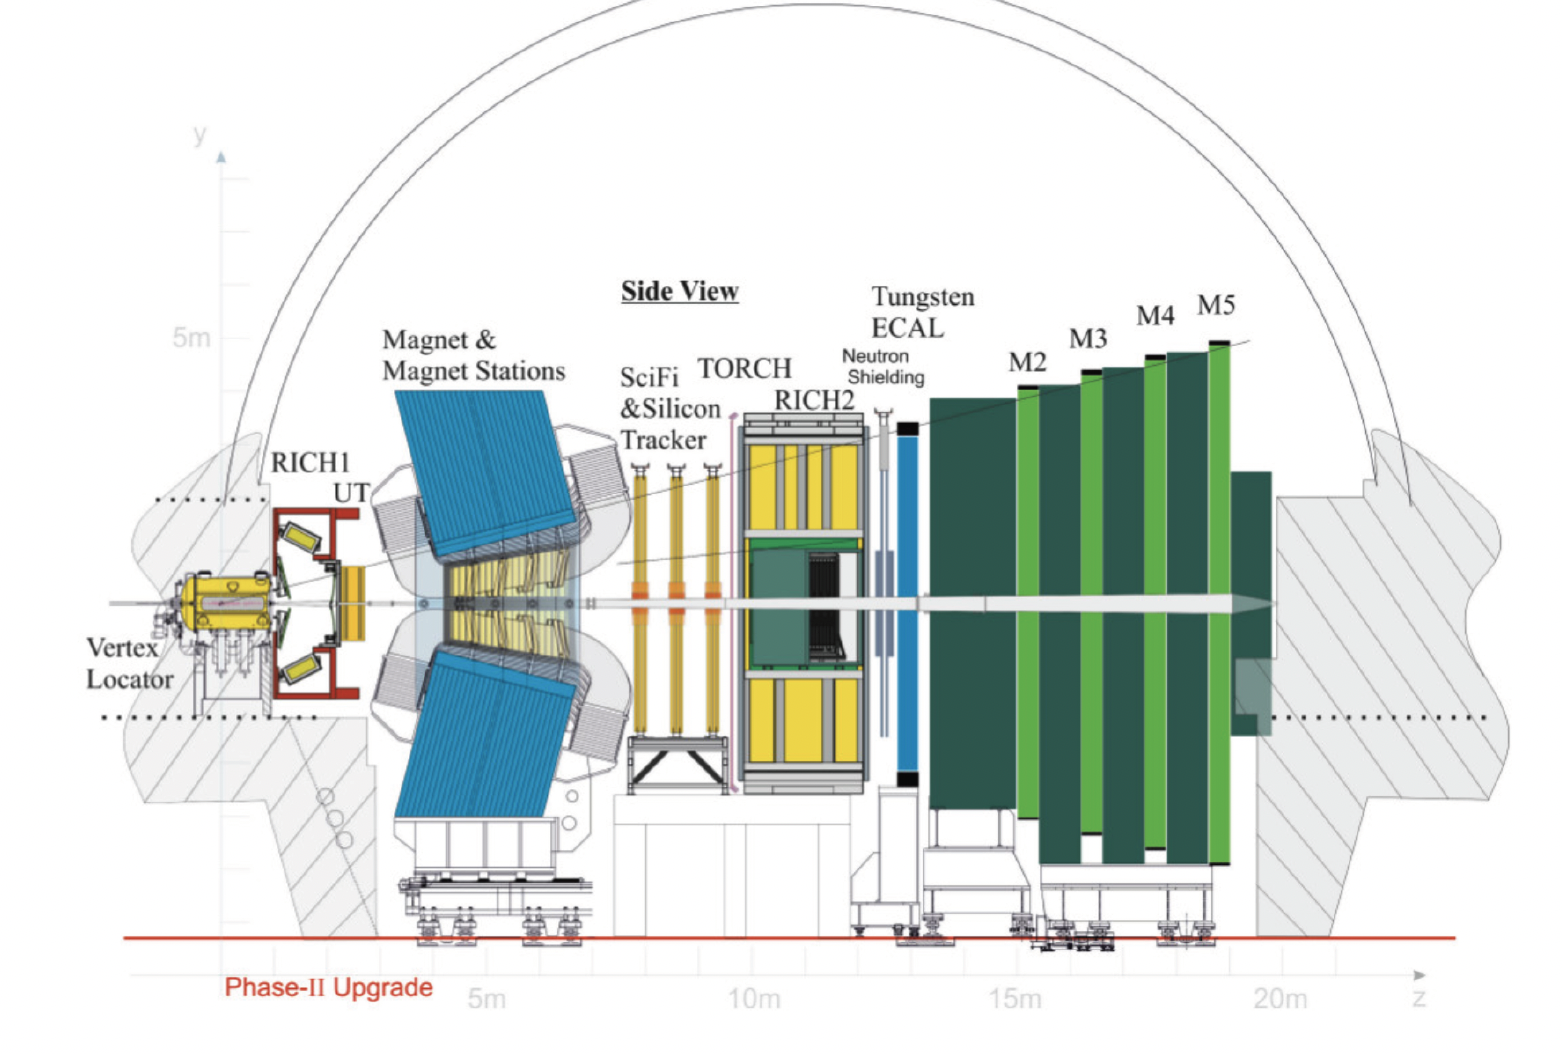 y
5m
Side View
Magnet &
Magnet Stations
SciFi
&Silicon
Tracker
TORCH
RICH2
Neutron
Shielding
Tungsten
ECAL
M2
M3
M4
M5
RICH1
UT
Vertex
Locator
Phase-II Upgrade
5m
10m
15m
20m
z